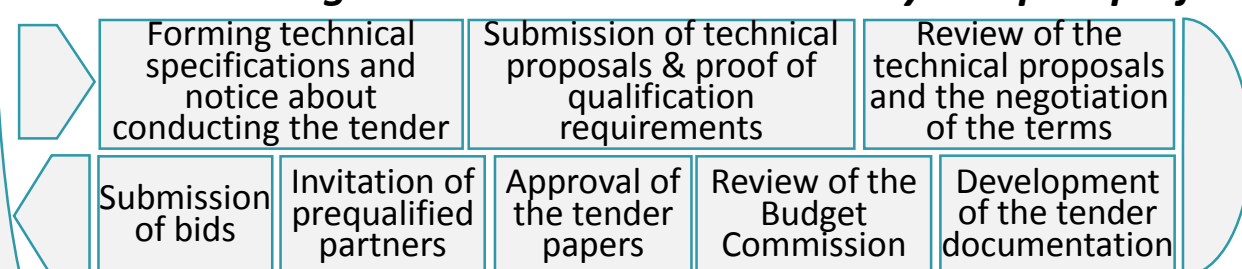 Forming technical
specifications and
notice about
conducting the tender
Submission of technical
proposals & proof of
qualification
requirements
Review of the
technical proposals
and the negotiation
of the terms
Submission
of bids
Invitation of
prequalified
partners
Approval of
the tender
papers
Review of the
Budget
Commission
Development
of the tender
documentation